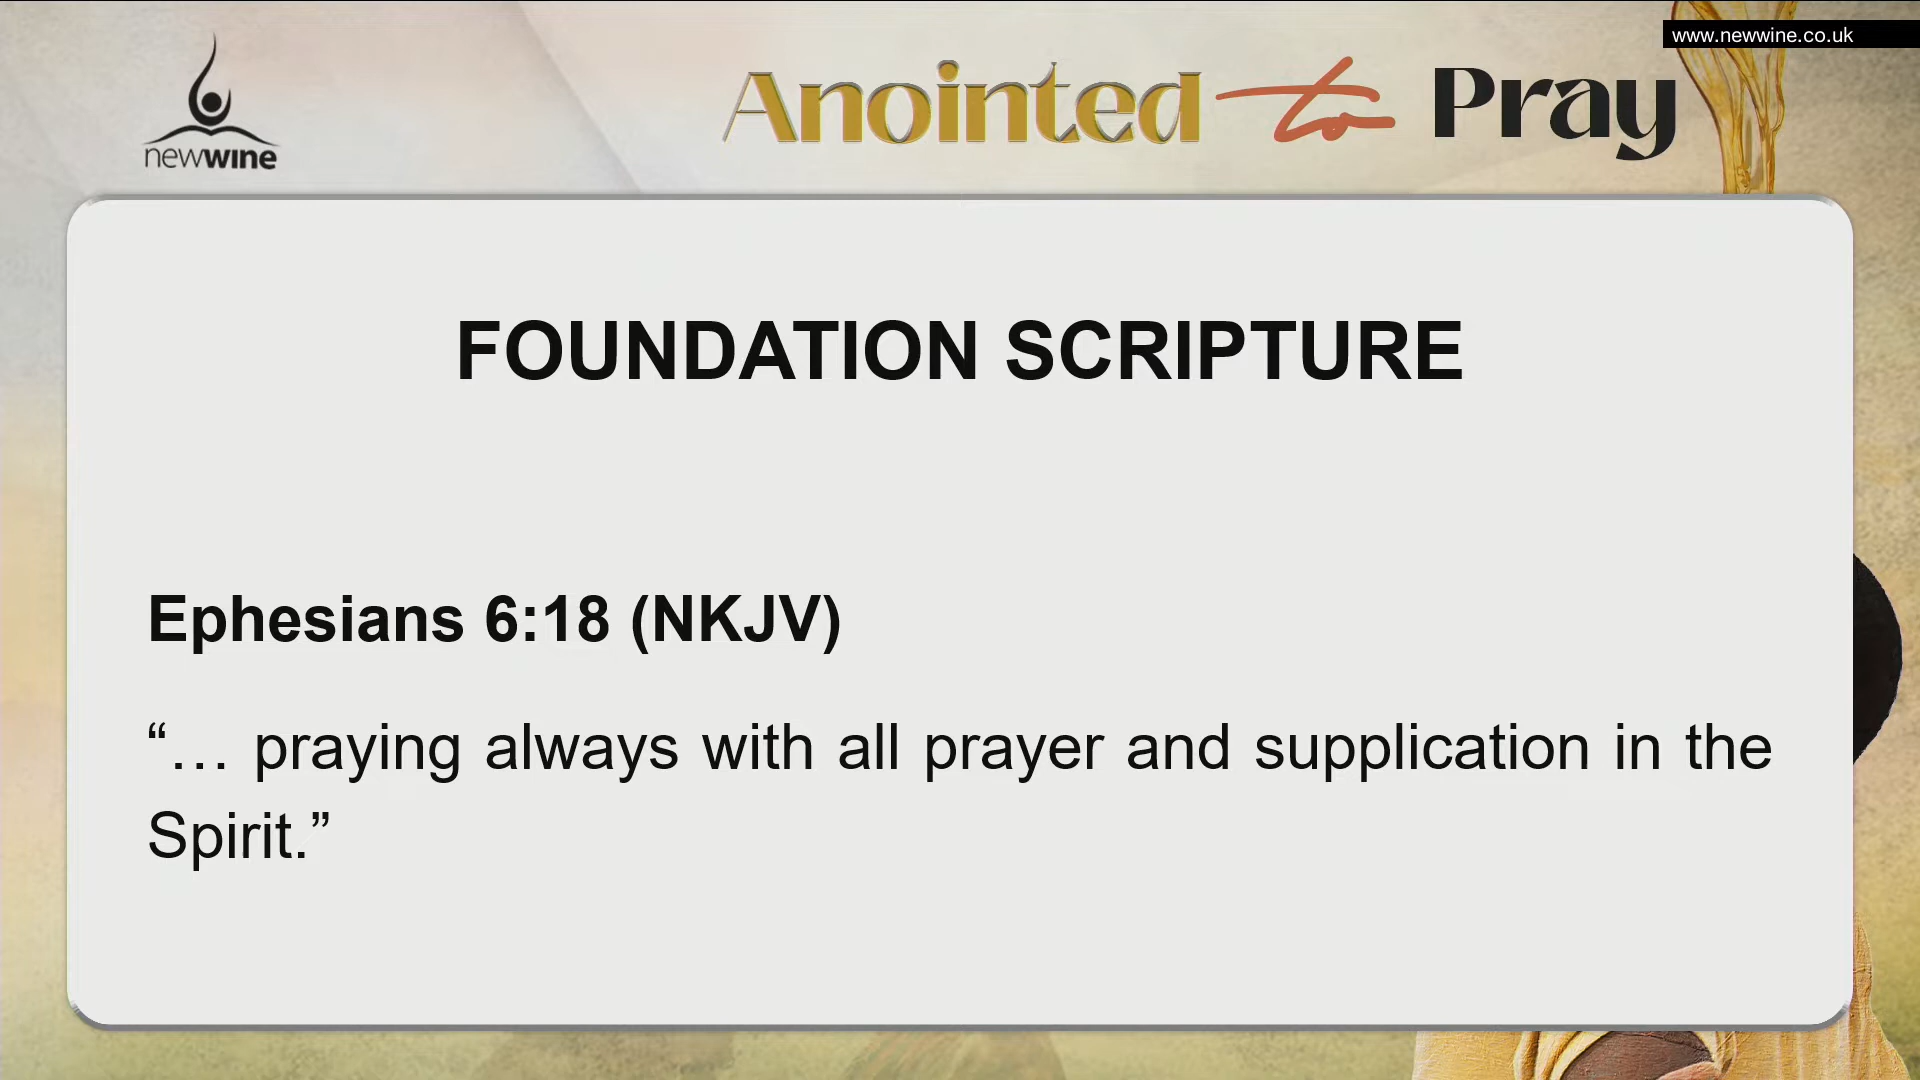 www.newwine.co.uk
newwine
Anointed to Pray
FOUNDATION SCRIPTURE
Ephesians 6:18 (NKJV)
“… praying always with all prayer and supplication in the
Spirit.”